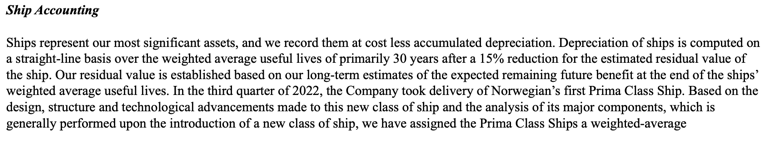 Ship Accounting
Ships represent our most significant assets, and we record them at cost less accumulated depreciation. Depreciation of ships is computed on
a straight-line basis over the weighted average useful lives of primarily 30 years after a 15% reduction for the estimated residual value of
the ship. Our residual value is established based on our long-term estimates of the expected remaining future benefit at the end of the ships’
weighted average useful lives. In the third quarter of 2022, the Company took delivery of Norwegian’s first Prima Class Ship. Based on the
design, structure and technological advancements made to this new class of ship and the analysis of its major components, which is
generally performed upon the introduction of a new class of ship, we have assigned the Prima Class Ships a weighted-average